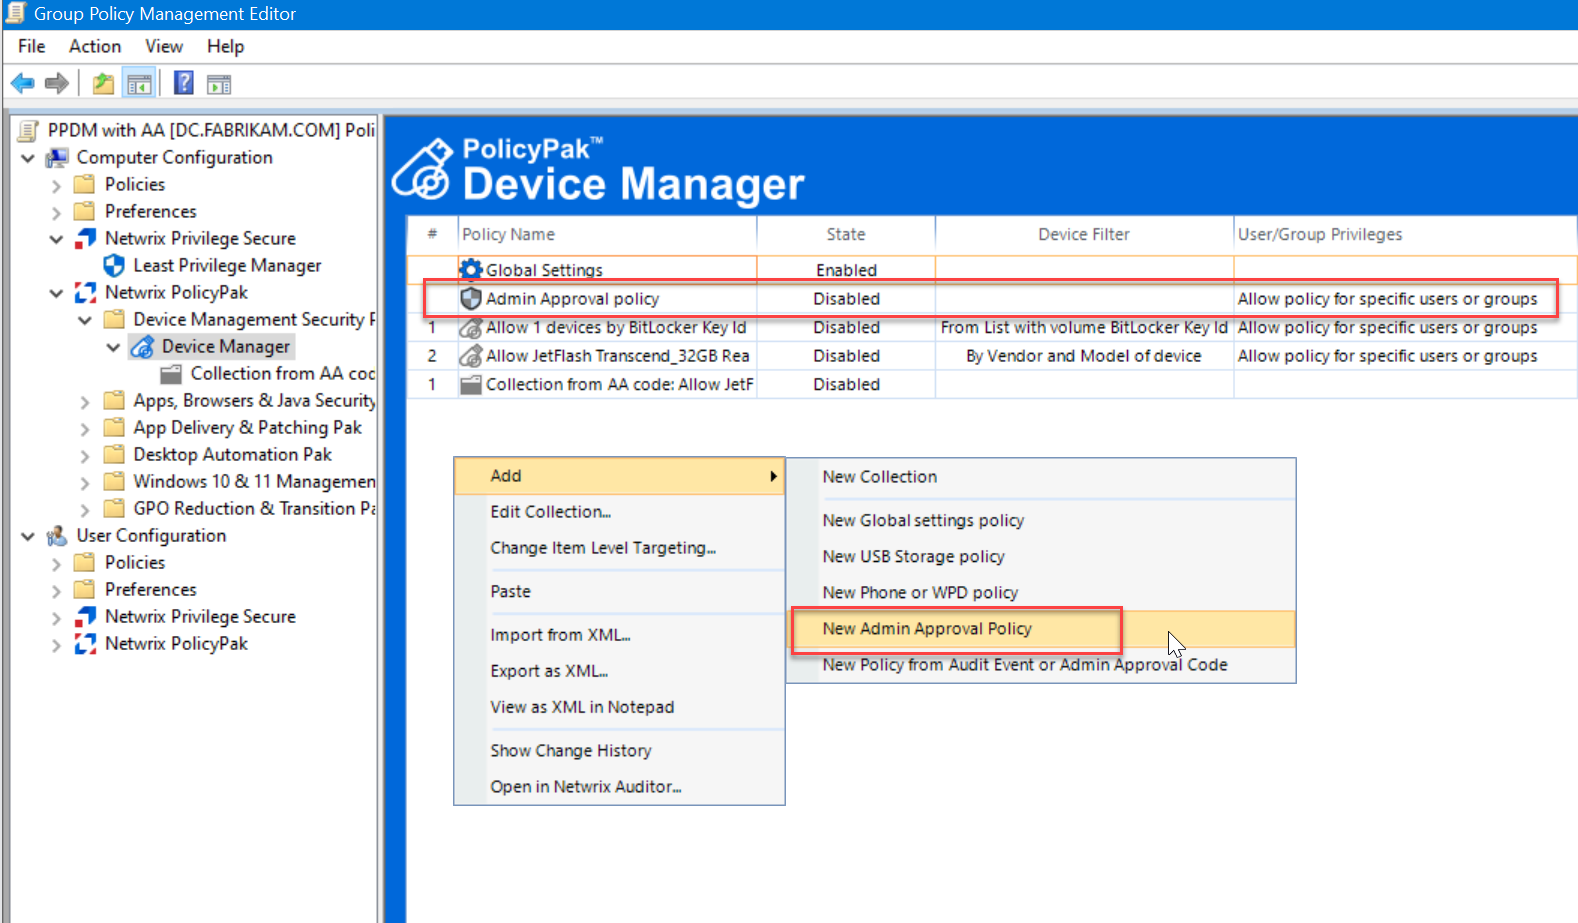 Group Policy Management Editor
File Action View Help
PPDM with AA [DC.FABRIKAM.COM] Poli
Computer Configuration
Policies
Preferences
Netwrix Privilege Secure
Least Privilege Manager
Netwrix PolicyPak
Device Management Security P
Device Manager
Collection from AA cod
Apps, Browsers & Java Security
App Delivery & Patching Pak
Desktop Automation Pak
Windows 10 & 11 Managemen
GPO Reduction & Transition Pa
User Configuration
Policies
Preferences
Netwrix Privilege Secure
Netwrix PolicyPak
PolicyPak™
Device Manager
# Policy Name State Device Filter User/Group Privileges
Global Settings Enabled
Admin Approval policy Disabled Allow policy for specific users or groups
1 Allow 1 devices by BitLocker Key Id Disabled From List with volume BitLocker Key Id Allow policy for specific users or groups
2 Allow JetFlash Transcend_32GB Rea Disabled By Vendor and Model of device Allow policy for specific users or groups
1 Collection from AA code: Allow JetF Disabled
Add
Edit Collection...
Change Item Level Targeting...
Paste
Import from XML...
Export as XML...
View as XML in Notepad
Show Change History
Open in Netwrix Auditor...
New Collection
New Global settings policy
New USB Storage policy
New Phone or WPD policy
New Admin Approval Policy
New Policy from Audit Event or Admin Approval Code